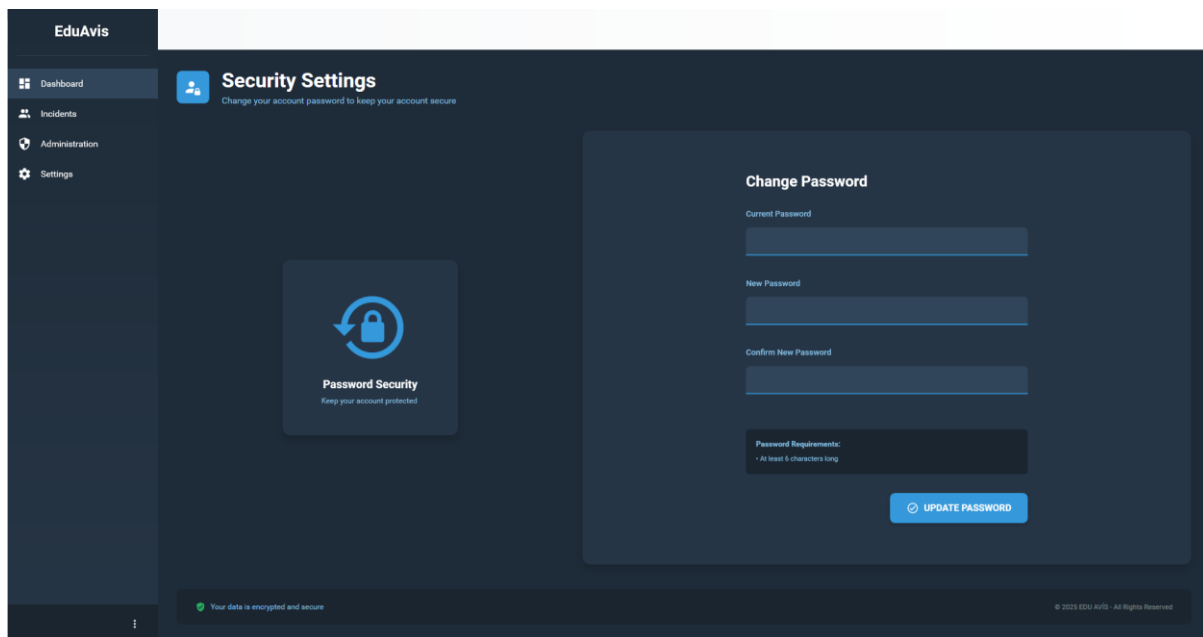 EduAvis
Dashboard
Incidents
Administration
Settings
Security Settings
Change your account password to keep your account secure
Password Security
Keep your account protected
Change Password
Current Password
New Password
Confirm New Password
Password Requirements:
• At least 6 characters long
UPDATE PASSWORD
Your data is encrypted and secure
© 2025 EDU AVÍS - All Rights Reserved